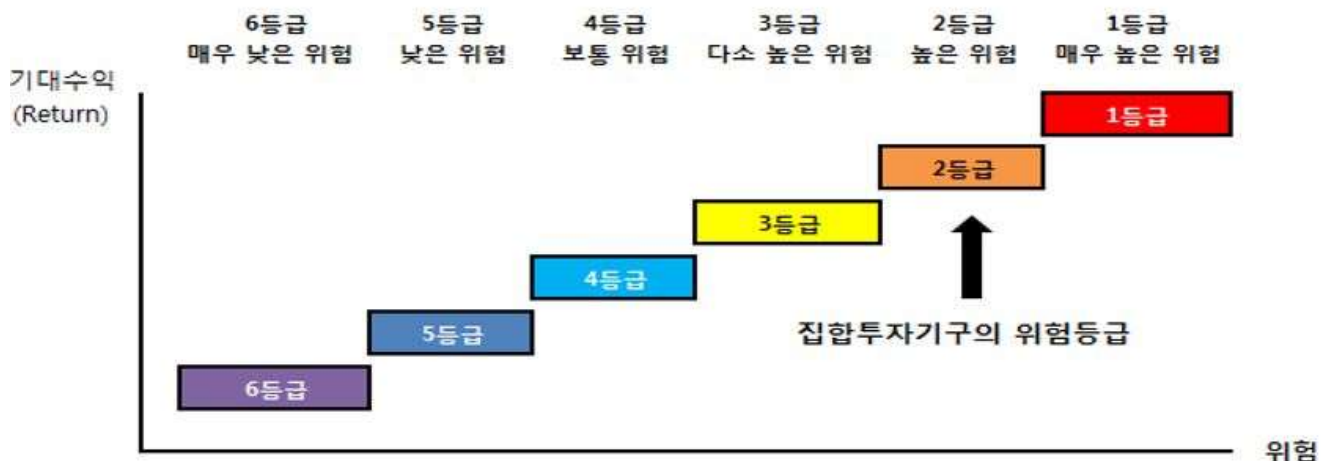 6등급 5등급 4등급 3등급 2등급 1등급
매우 낮은 위험 낮은 위험 보통 위험 다소 높은 위험 높은 위험 매우 높은 위험
기대수익
(Return)
1등급
2등급
3등급
4등급
집합투자기구의 위험등급
5등급
6등급
위험